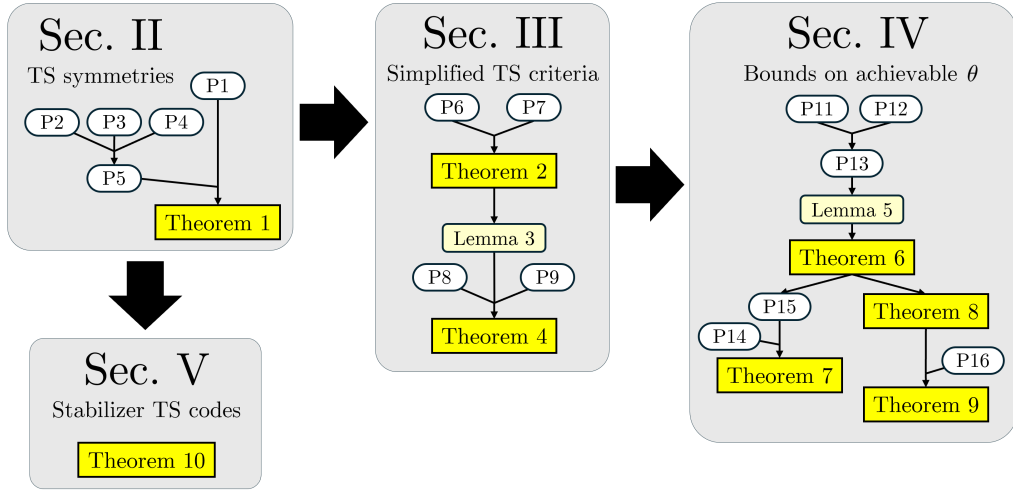 Sec. II
TS symmetries
P1
P2
P3
P4
P5
Theorem 1
Sec. III
Simplified TS criteria
P6
P7
Theorem 2
Lemma 3
P8
P9
Theorem 4
Sec. IV
Bounds on achievable θ
P11
P12
P13
Lemma 5
Theorem 6
P15
Theorem 8
P14
Theorem 7
P16
Theorem 9
Sec. V
Stabilizer TS codes
Theorem 10